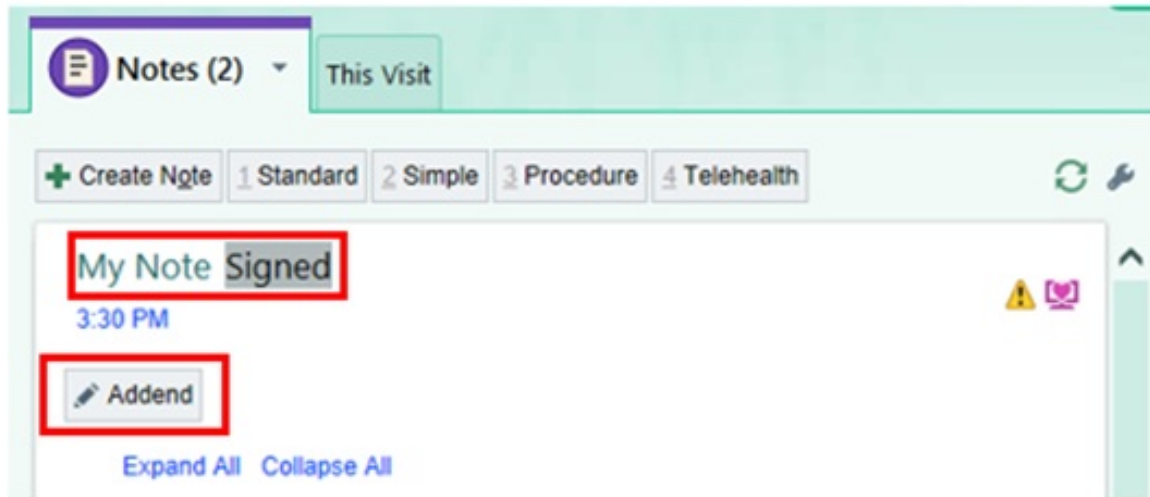 Notes (2) This Visit
Create Note 1 Standard 2 Simple 3 Procedure 4 Telehealth
My Note Signed
3:30 PM
Addend
Expand All Collapse All